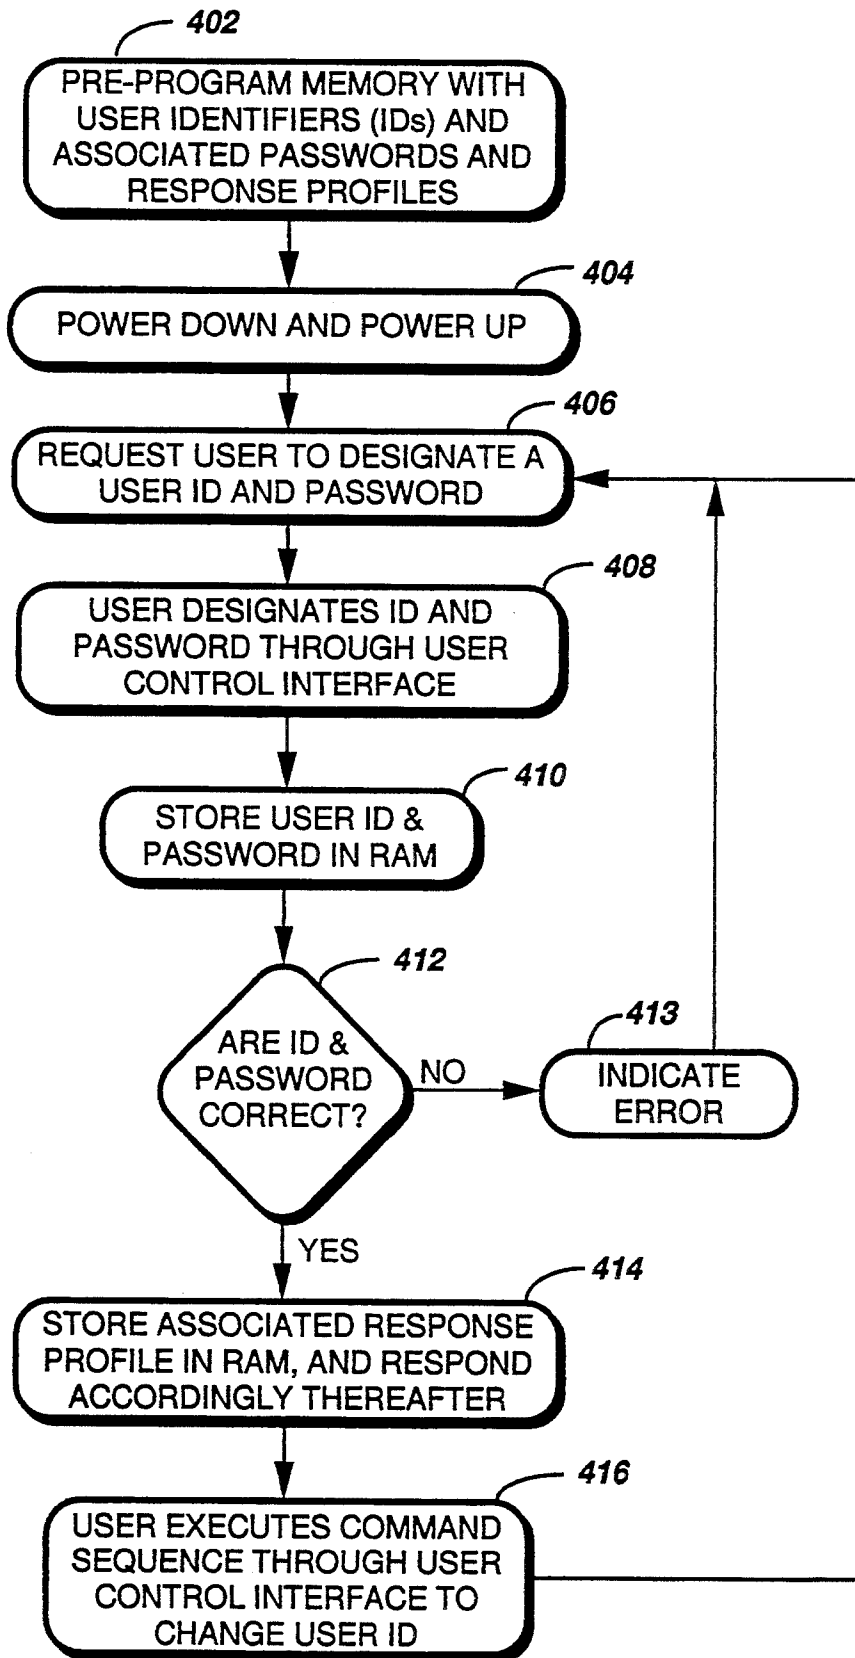 402
PRE-PROGRAM MEMORY WITH
USER IDENTIFIERS (IDs) AND
ASSOCIATED PASSWORDS AND
RESPONSE PROFILES
404
POWER DOWN AND POWER UP
406
REQUEST USER TO DESIGNATE A
USER ID AND PASSWORD
408
USER DESIGNATES ID AND
PASSWORD THROUGH USER
CONTROL INTERFACE
410
STORE USER ID &
PASSWORD IN RAM
412
ARE ID &
PASSWORD
CORRECT?
NO
413
INDICATE
ERROR
YES
414
STORE ASSOCIATED RESPONSE
PROFILE IN RAM, AND RESPOND
ACCORDINGLY THEREAFTER
416
USER EXECUTES COMMAND
SEQUENCE THROUGH USER
CONTROL INTERFACE TO
CHANGE USER ID